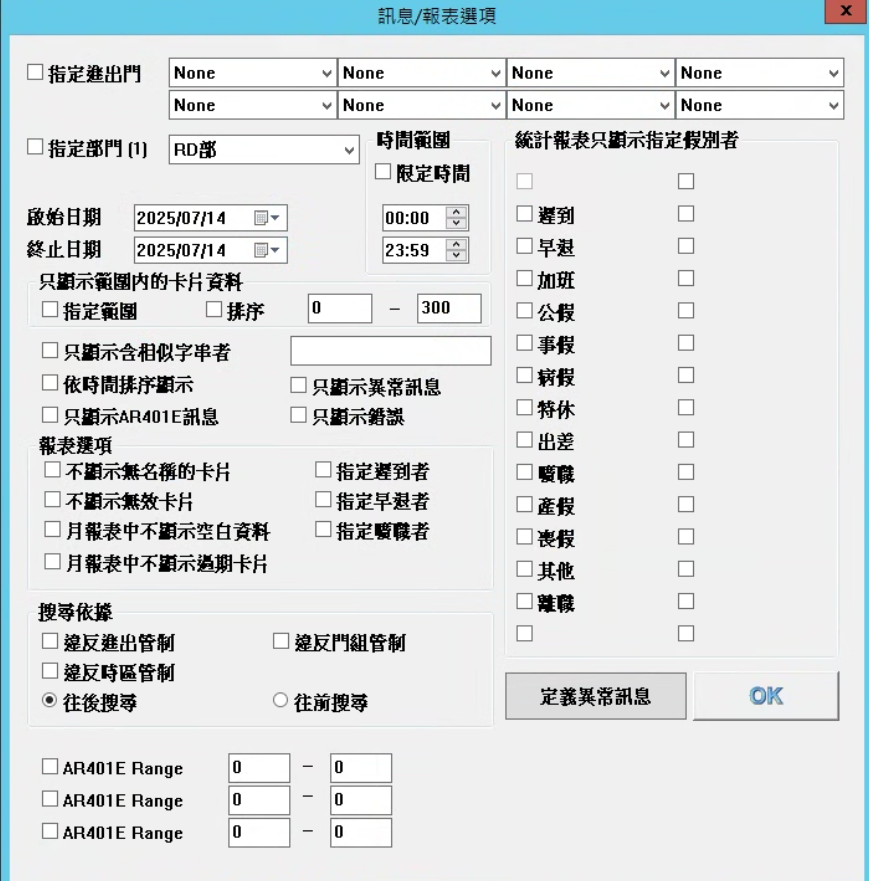 訊息/報表選項
x
指定進出門 None None None None
None None None None
指定部門 (1) RD部
時間範圍
限定時間
啟始日期 2025/07/14 00:00
終止日期 2025/07/14 23:59
只顯示範圍內的卡片資料
指定範圍 排序 0 – 300
只顯示含相似字串者
依時間排序顯示 只顯示異常訊息
只顯示AR401E訊息 只顯示錯誤
報表選項
不顯示無名稱的卡片 指定遲到者
不顯示無效卡片 指定早退者
月報表中不顯示空白資料 指定曠職者
月報表中不顯示過期卡片
搜尋依據
違反進出管制 違反門組管制
違反時區管制
往後搜尋 往前搜尋
AR401E Range 0 – 0
AR401E Range 0 – 0
AR401E Range 0 – 0
統計報表只顯示指定假別者
遲到
早退
加班
公假
事假
病假
特休
出差
曠職
產假
喪假
其他
離職
定義異常訊息 OK